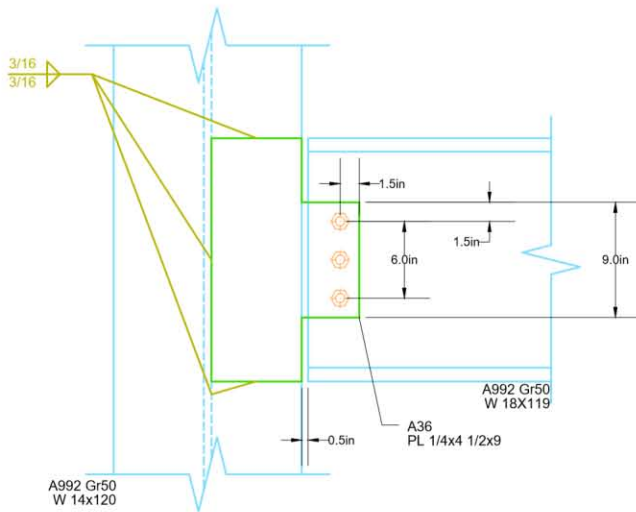 3/16
3/16
1.5in
1.5in
6.0in
9.0in
A992 Gr50
W 18X119
A36
PL 1/4x4 1/2x9
0.5in
A992 Gr50
W 14x120